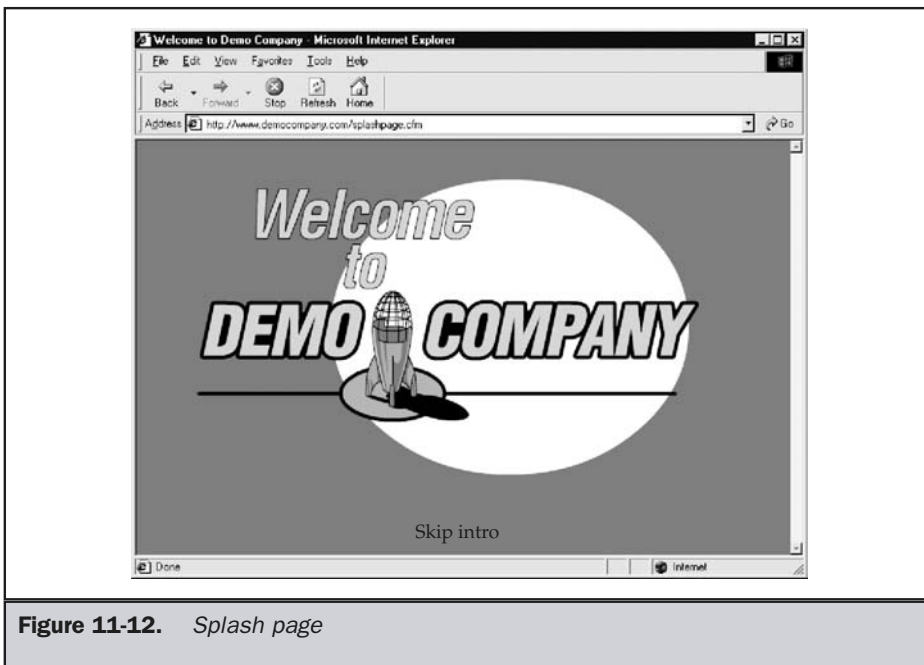 Welcome to Demo Company - Microsoft Internet Explorer
File Edit View Favorites Tools Help
Back Forward Stop Refresh Home
Address http://www.democompany.com/splashpage.cfm Go
Welcome
to
DEMO COMPANY
Skip intro
Done Internet
Figure 11-12. Splash page